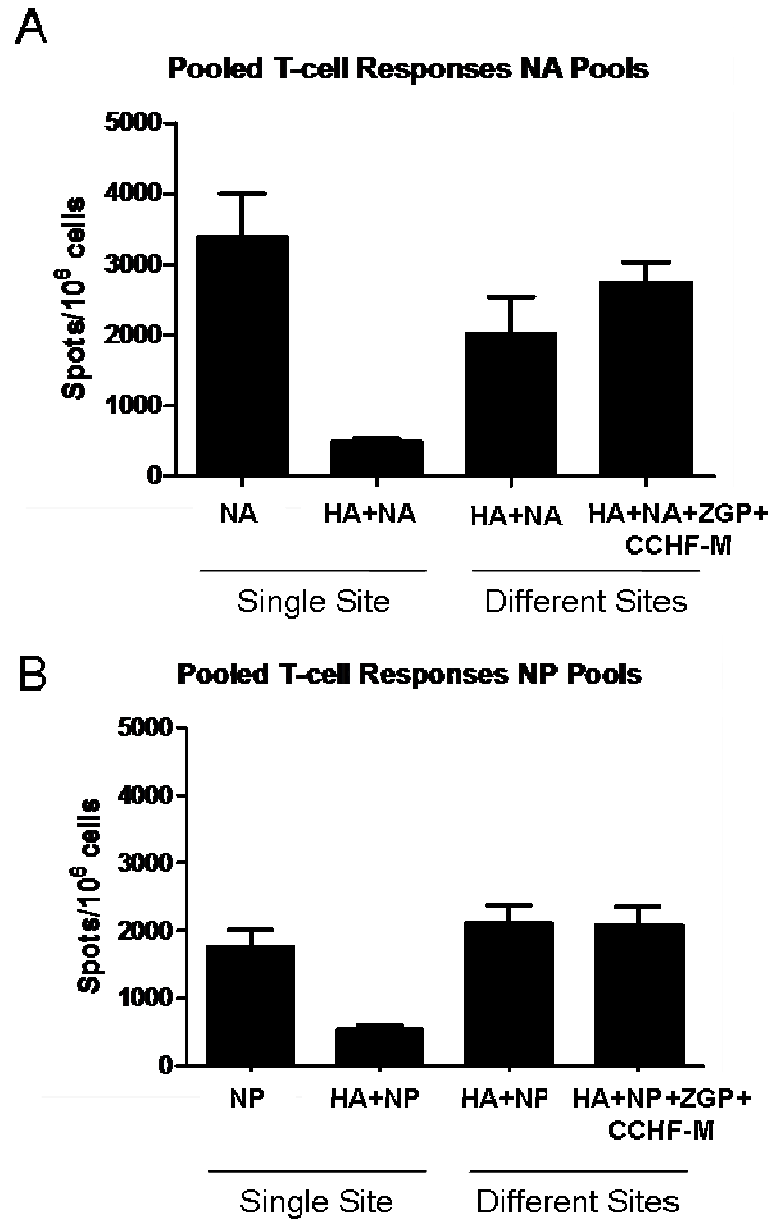 A
Pooled T-cell Responses NA Pools
5000
4000
3000
2000
1000
0
Spots/10⁶ cells
NA
HA+NA
HA+NA
HA+NA+ZGP+
CCHF-M
Single Site
Different Sites
B
Pooled T-cell Responses NP Pools
5000
4000
3000
2000
1000
0
Spots/10⁶ cells
NP
HA+NP
HA+NP
HA+NP+ZGP+
CCHF-M
Single Site
Different Sites